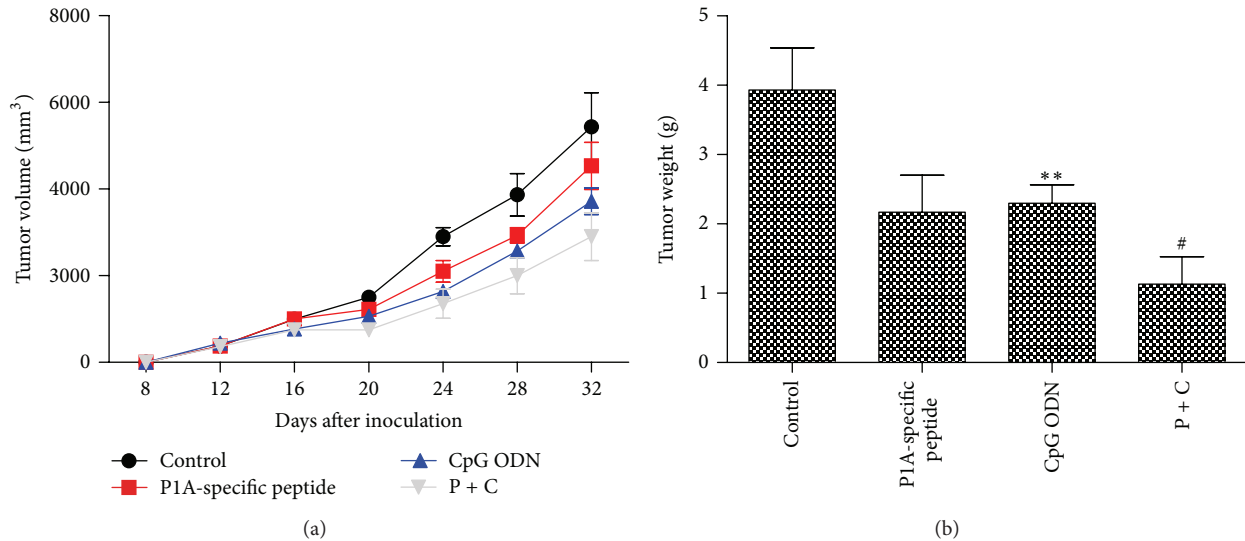 8000
6000
4000
3000
0
Tumor volume (mm³)
8 12 16 20 24 28 32
Days after inoculation
Control
P1A-specific peptide
CpG ODN
P + C
(a)
5
4
3
2
1
0
Tumor weight (g)
**
#
Control
P1A-specific
peptide
CpG ODN
P + C
(b)